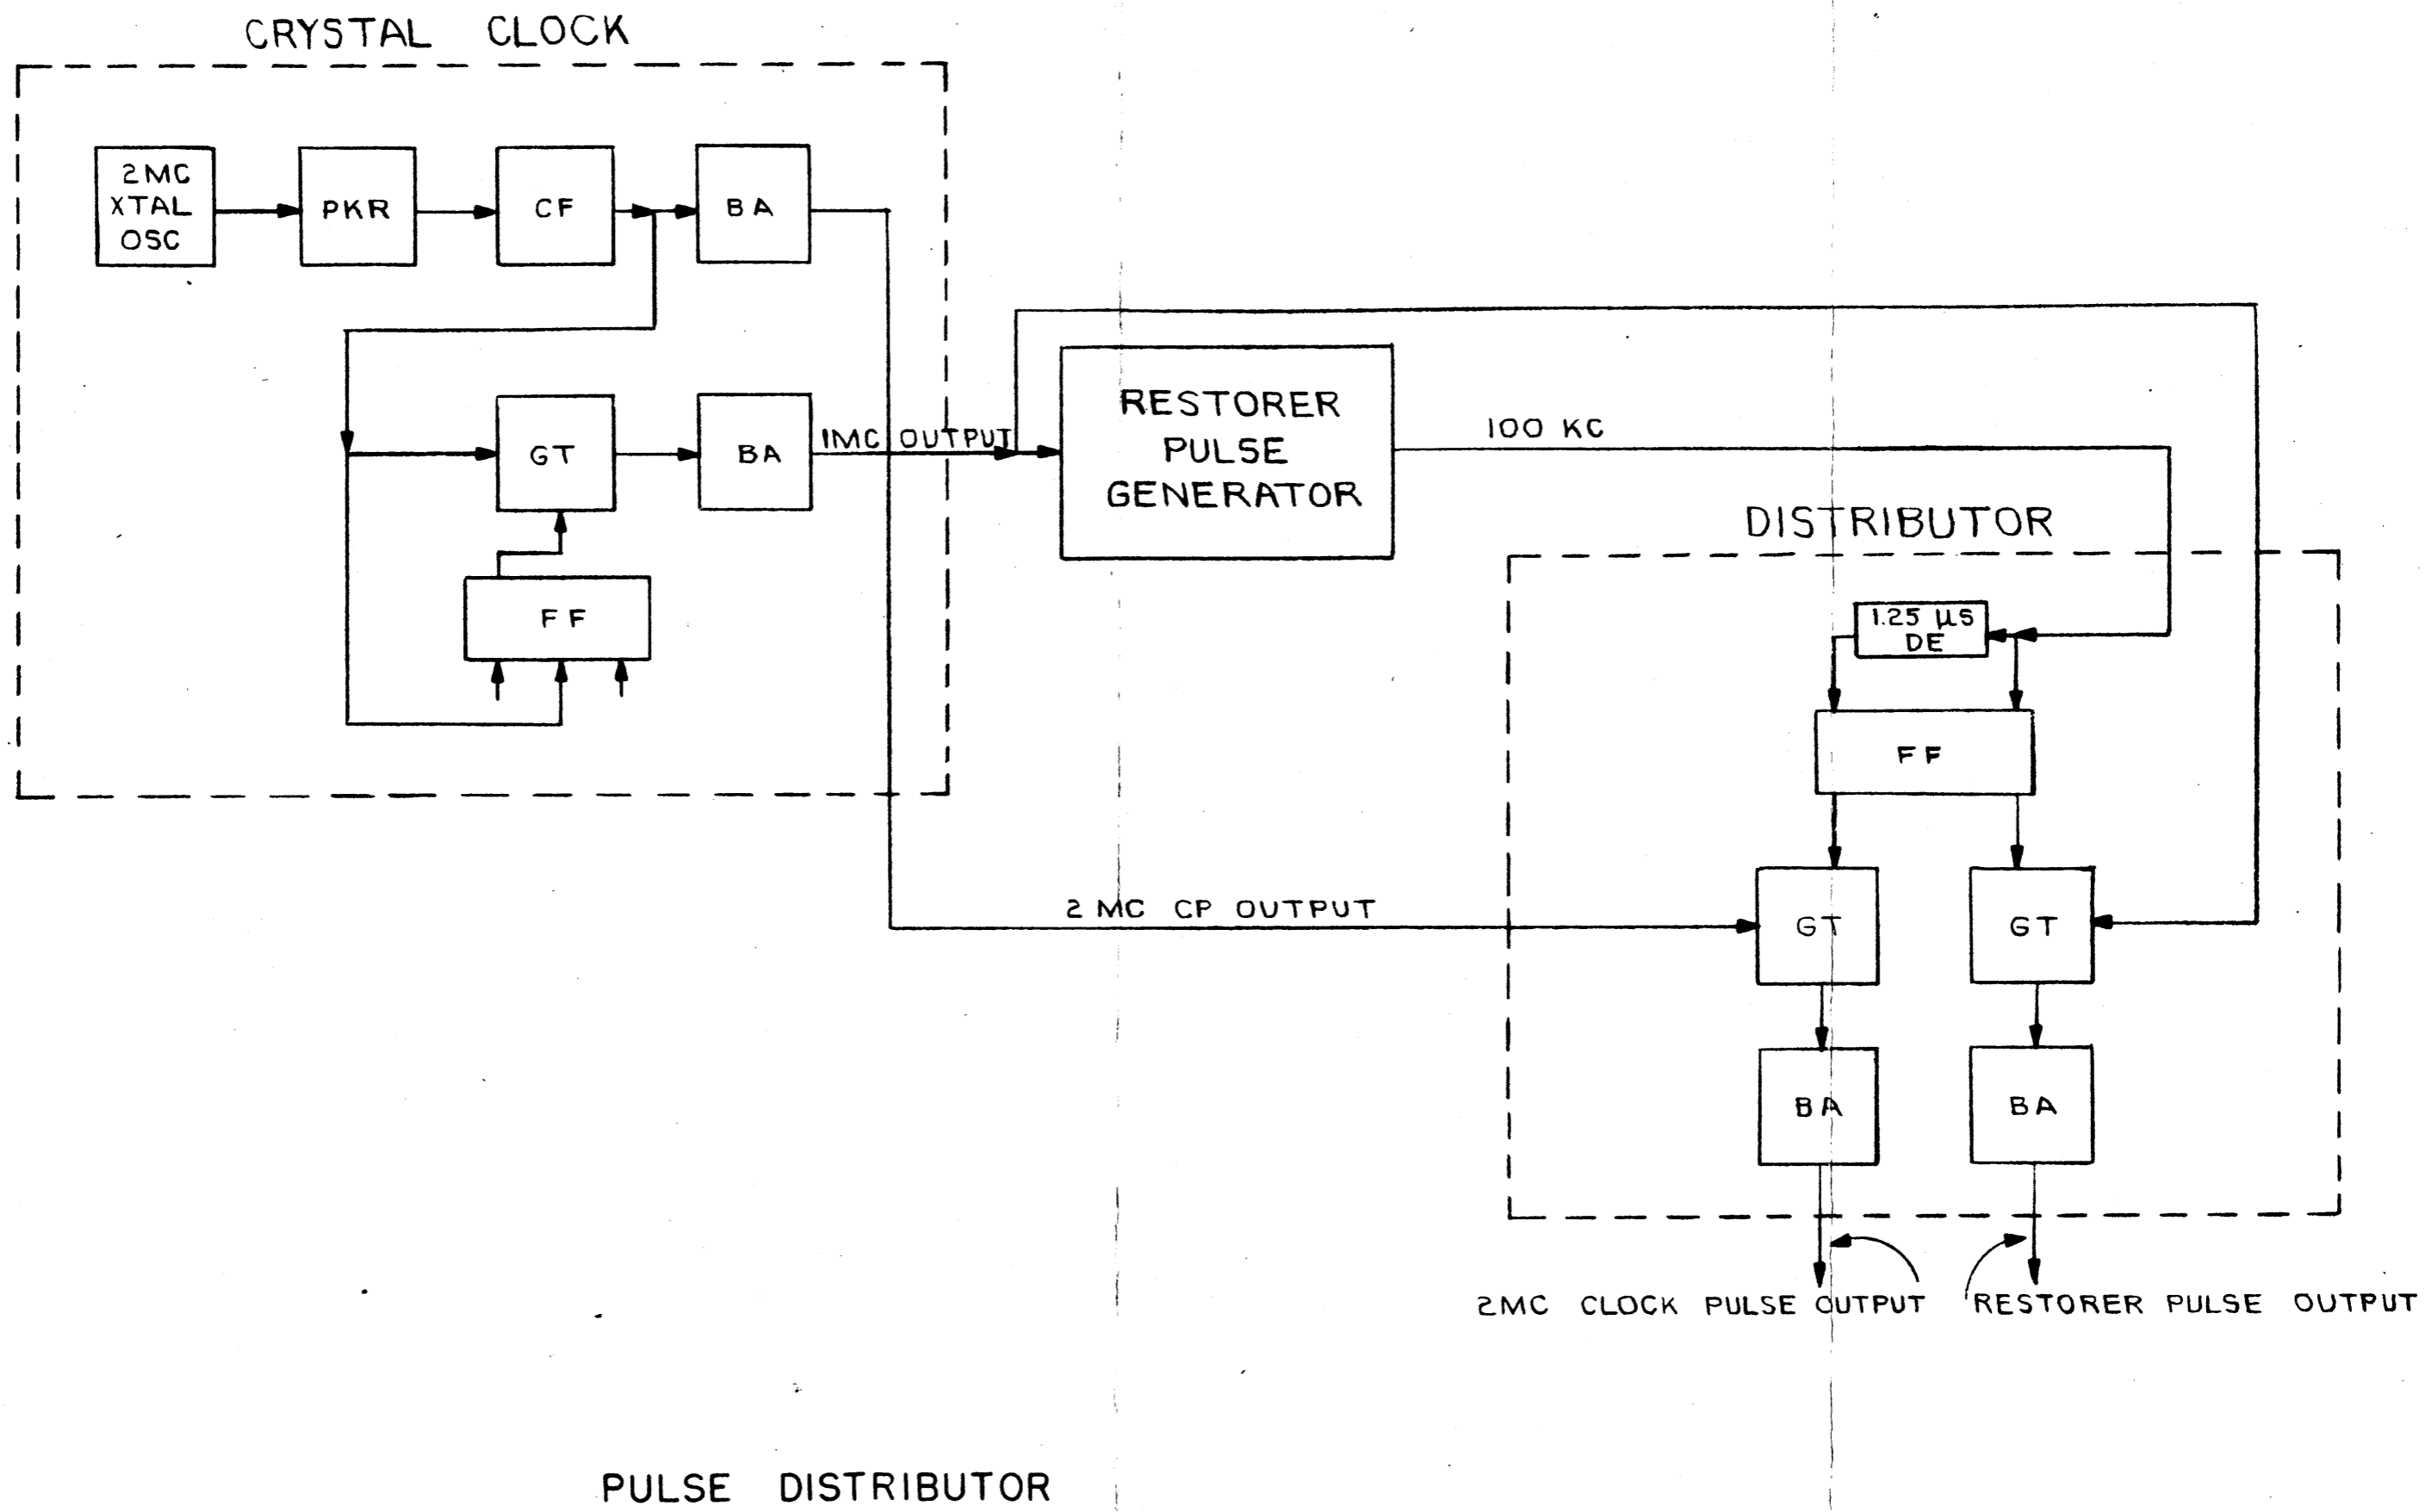 CRYSTAL CLOCK
2MC
XTAL
OSC
PKR
CF
BA
GT
BA
1MC OUTPUT
FF
RESTORER
PULSE
GENERATOR
100 KC
DISTRIBUTOR
1.25 μs
DE
FF
2 MC CP OUTPUT
GT
GT
BA
BA
2MC CLOCK PULSE OUTPUT
RESTORER PULSE OUTPUT
PULSE DISTRIBUTOR